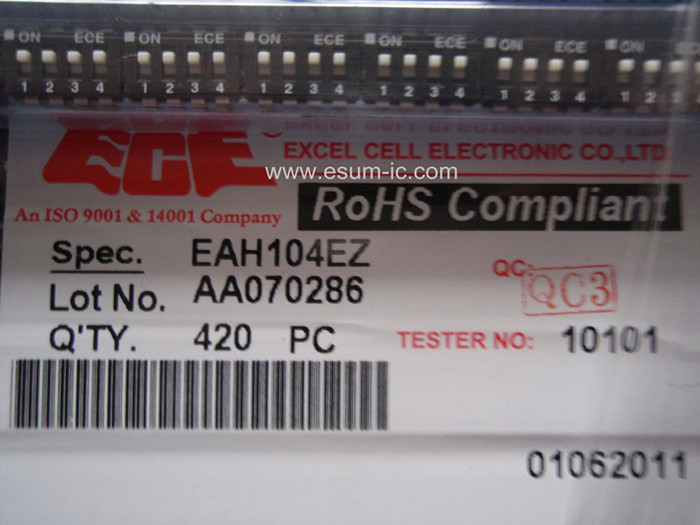 ON ECE ON ECE ON ECE ON ECE ON ECE ON
1 2 3 4 1 2 3 4 1 2 3 4 1 2 3 4 1 2 3 4 1 2
ECE
EXCEL CELL ELECTRONIC CO.,LTD.
www.esum-ic.com
An ISO 9001 & 14001 Company
RoHS Compliant
Spec. EAH104EZ
QC: QC3
Lot No. AA070286
Q'TY. 420 PC
TESTER NO: 10101
01062011